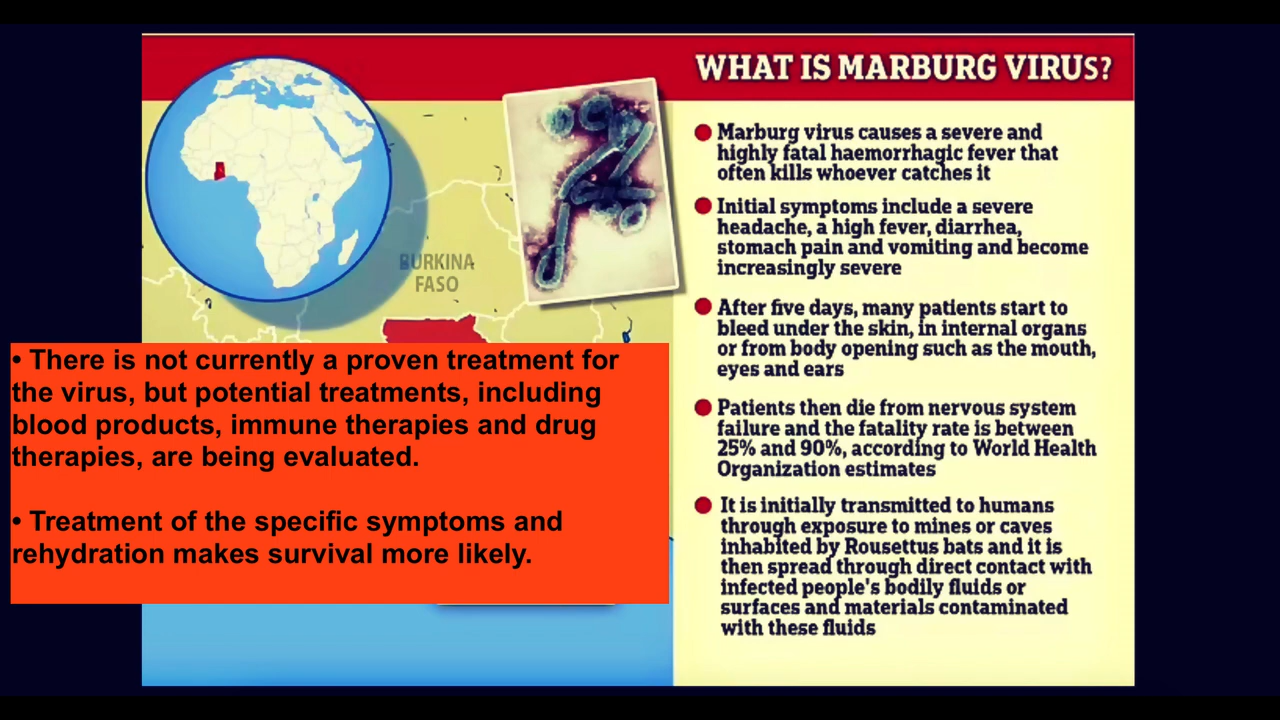 WHAT IS MARBURG VIRUS?
Marburg virus causes a severe and
highly fatal haemorrhagic fever that
often kills whoever catches it
Initial symptoms include a severe
headache, a high fever, diarrhea,
stomach pain and vomiting and become
increasingly severe
After five days, many patients start to
bleed under the skin, in internal organs
or from body opening such as the mouth,
eyes and ears
Patients then die from nervous system
failure and the fatality rate is between
25% and 90%, according to World Health
Organization estimates
It is initially transmitted to humans
through exposure to mines or caves
inhabited by Rousettus bats and it is
then spread through direct contact with
infected people's bodily fluids or
surfaces and materials contaminated
with these fluids
BURKINA
FASO
• There is not currently a proven treatment for
the virus, but potential treatments, including
blood products, immune therapies and drug
therapies, are being evaluated.
• Treatment of the specific symptoms and
rehydration makes survival more likely.